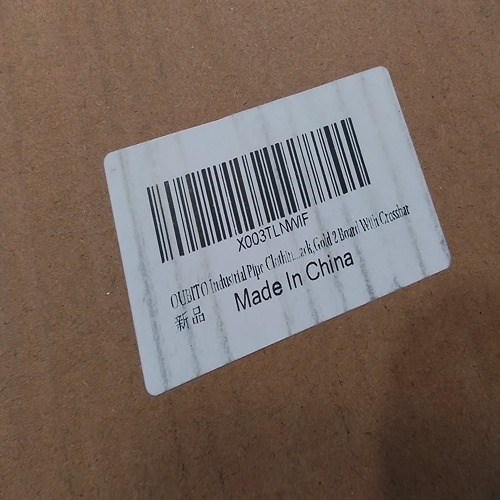 X003TLNWIF
OUBITO Industrial Pipe Clothin...ack,Gold 2 Board With Crossbar
新品
Made In China